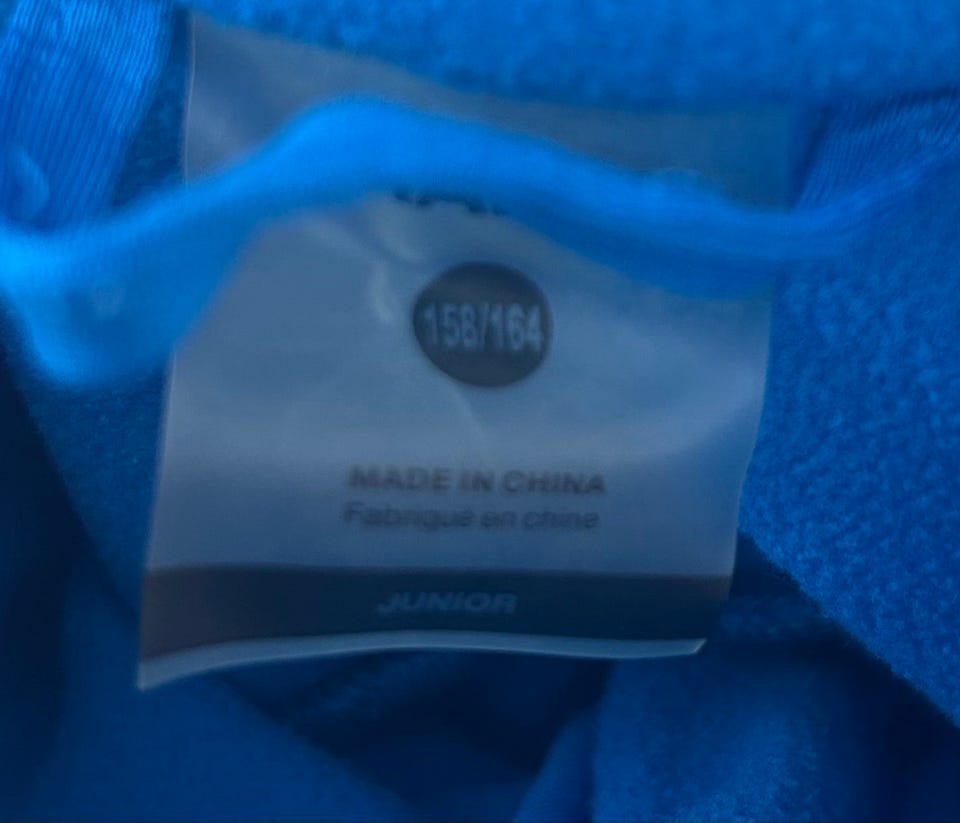 158/164
MADE IN CHINA
Fabriqué en chine
JUNIOR